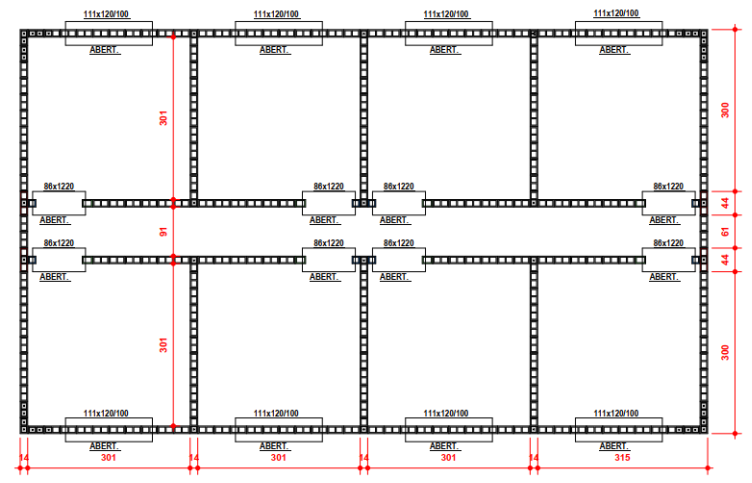 111x120/100
111x120/100
111x120/100
111x120/100
ABERT.
ABERT.
ABERT.
ABERT.
301
300
86x1220
86x1220
86x1220
86x1220
44
ABERT.
ABERT.
ABERT.
ABERT.
91
61
86x1220
86x1220
86x1220
86x1220
44
ABERT.
ABERT.
ABERT.
ABERT.
301
300
111x120/100
111x120/100
111x120/100
111x120/100
ABERT.
ABERT.
ABERT.
ABERT.
14
301
14
301
14
301
14
315